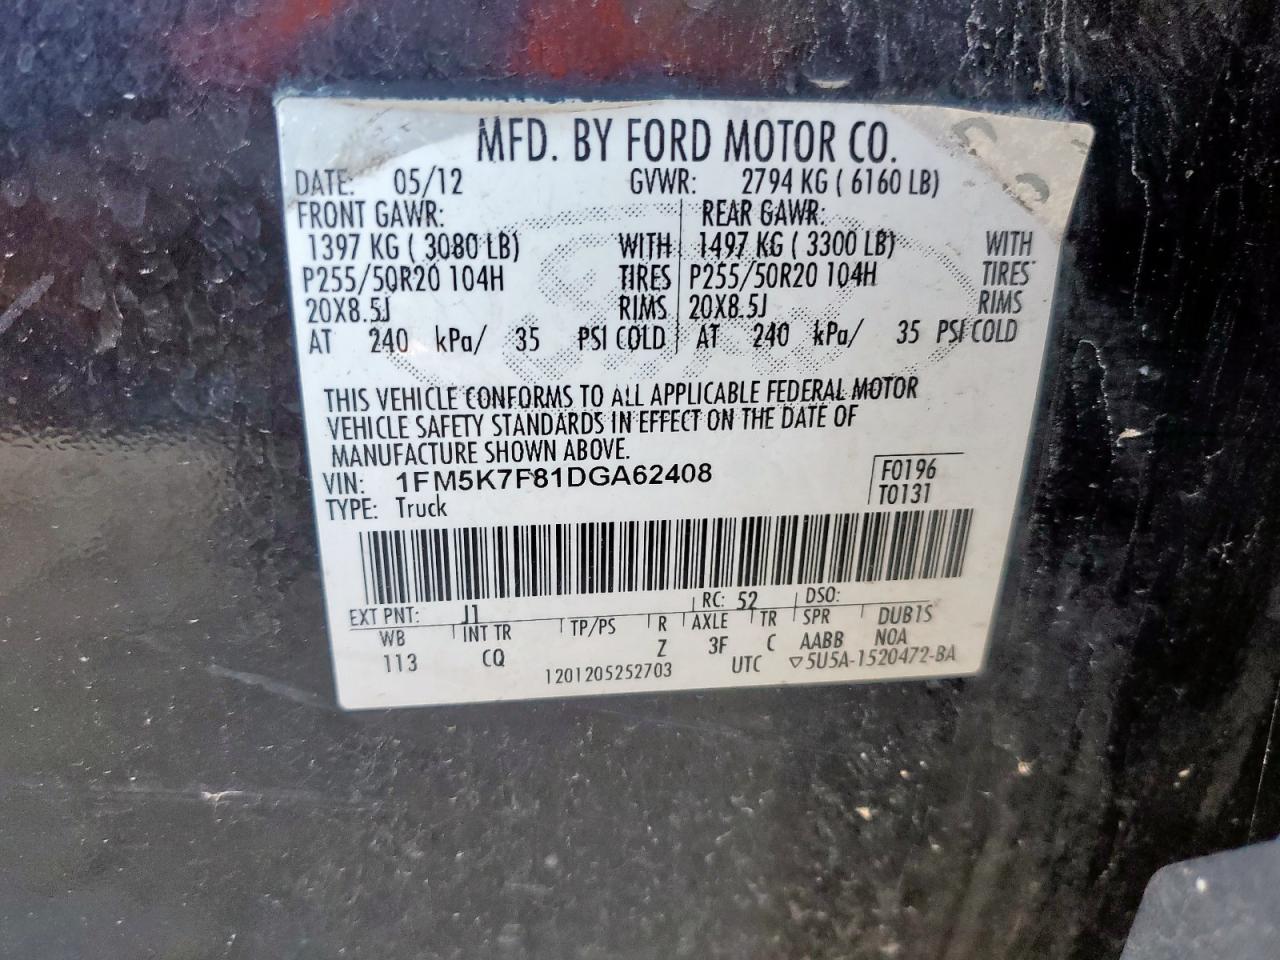 MFD. BY FORD MOTOR CO.
DATE: 05/12 GVWR: 2794 KG ( 6160 LB)
FRONT GAWR: REAR GAWR:
1397 KG ( 3080 LB) WITH 1497 KG ( 3300 LB) WITH
P255/50R20 104H TIRES P255/50R20 104H TIRES
20X8.5J RIMS 20X8.5J RIMS
AT 240 kPa/ 35 PSI COLD AT 240 kPa/ 35 PSI COLD
THIS VEHICLE CONFORMS TO ALL APPLICABLE FEDERAL MOTOR
VEHICLE SAFETY STANDARDS IN EFFECT ON THE DATE OF
MANUFACTURE SHOWN ABOVE.
VIN: 1FM5K7F81DGA62408 F0196
TYPE: Truck T0131
EXT PNT: J1 RC: 52 DSO:
WB INT TR TP/PS R AXLE TR SPR DUB1S
113 CQ Z 3F C AABB NOA
1201205252703 UTC ▽5U5A-1520472-BA